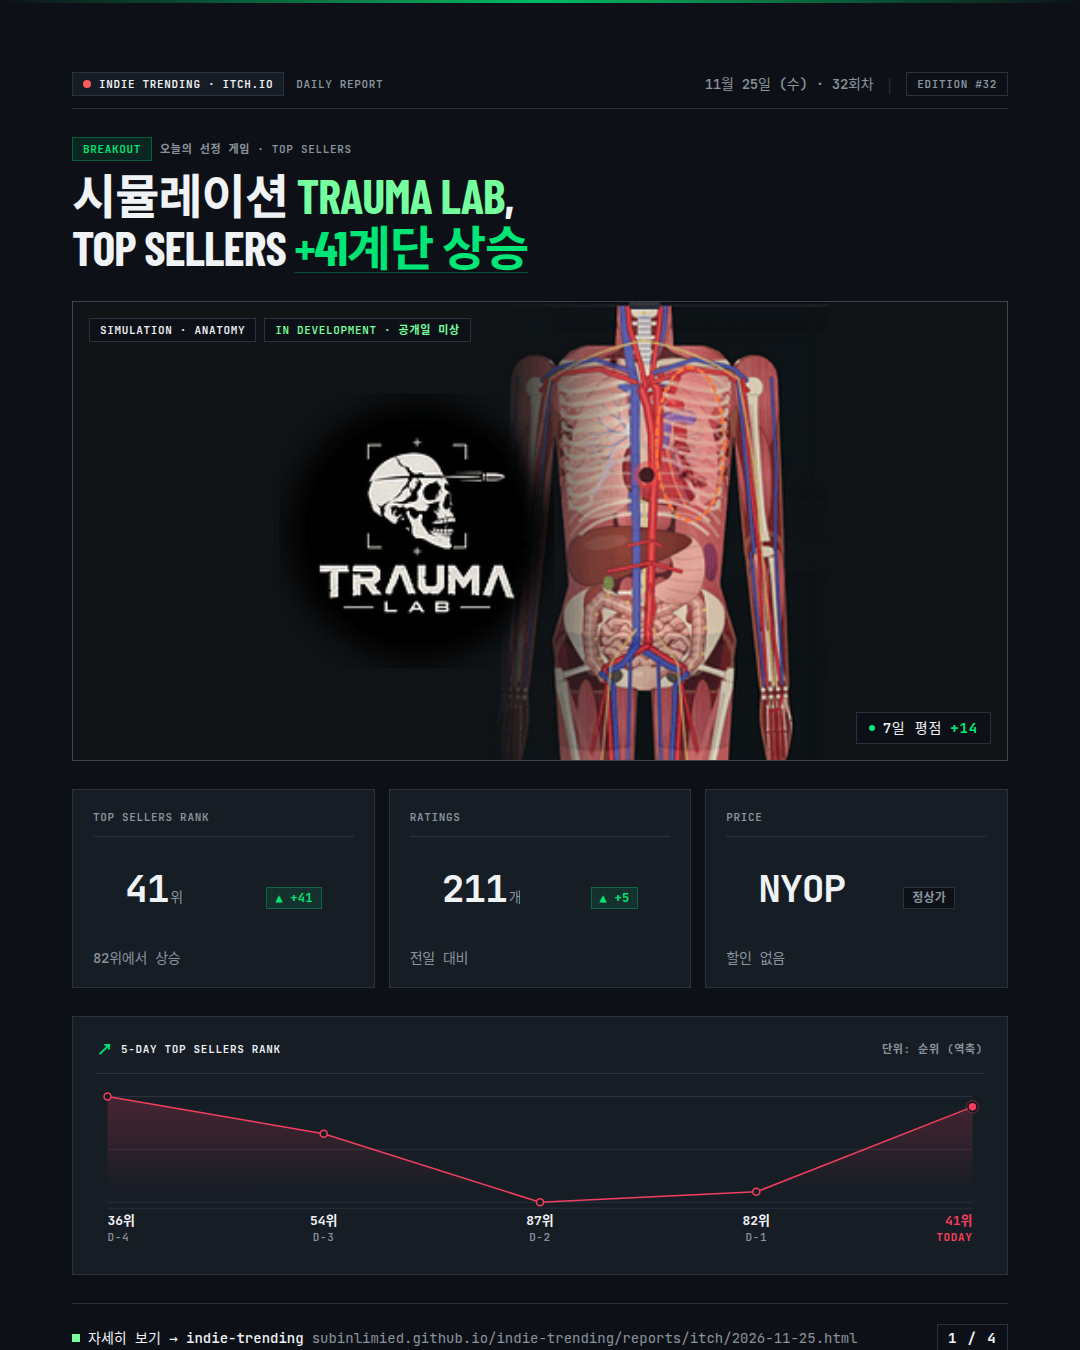 INDIE TRENDING · ITCH.IO DAILY REPORT 11월 25일 (수) · 32회차 | EDITION #32
BREAKOUT 오늘의 선정 게임 · TOP SELLERS
시뮬레이션 TRAUMA LAB,
TOP SELLERS +41계단 상승
SIMULATION · ANATOMY IN DEVELOPMENT · 공개일 미상
TRAUMA
LAB
7일 평점 +14
TOP SELLERS RANK
41위 ▲ +41
82위에서 상승
RATINGS
211개 ▲ +5
전일 대비
PRICE
NYOP 정상가
할인 없음
↗ 5-DAY TOP SELLERS RANK 단위: 순위 (역축)
36위 54위 87위 82위 41위
D-4 D-3 D-2 D-1 TODAY
자세히 보기 → indie-trending subinlimied.github.io/indie-trending/reports/itch/2026-11-25.html 1 / 4